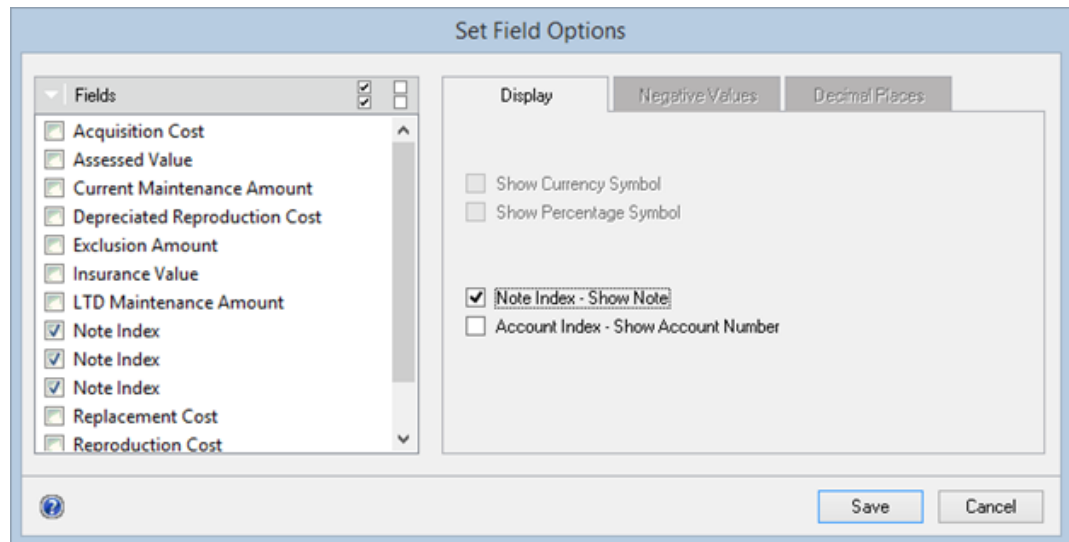 Set Field Options
Fields
Acquisition Cost
Assessed Value
Current Maintenance Amount
Depreciated Reproduction Cost
Exclusion Amount
Insurance Value
LTD Maintenance Amount
Note Index
Note Index
Note Index
Replacement Cost
Reproduction Cost
Display Negative Values Decimal Places
Show Currency Symbol
Show Percentage Symbol
Note Index - Show Note
Account Index - Show Account Number
? Save Cancel